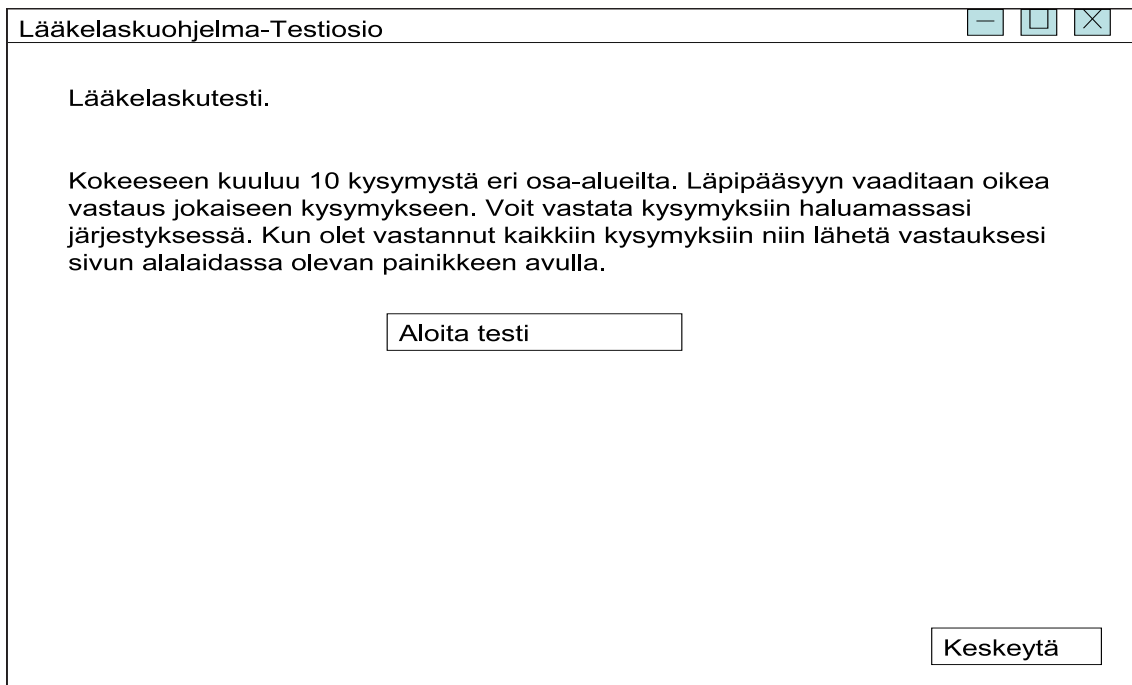 Lääkelaskuohjelma-Testiosio
Lääkelaskutesti.
Kokeeseen kuuluu 10 kysymystä eri osa-alueilta. Läpipääsyyn vaaditaan oikea
vastaus jokaiseen kysymykseen. Voit vastata kysymyksiin haluamassasi
järjestyksessä. Kun olet vastannut kaikkiin kysymyksiin niin lähetä vastauksesi
sivun alalaidassa olevan painikkeen avulla.
Aloita testi
Keskeytä